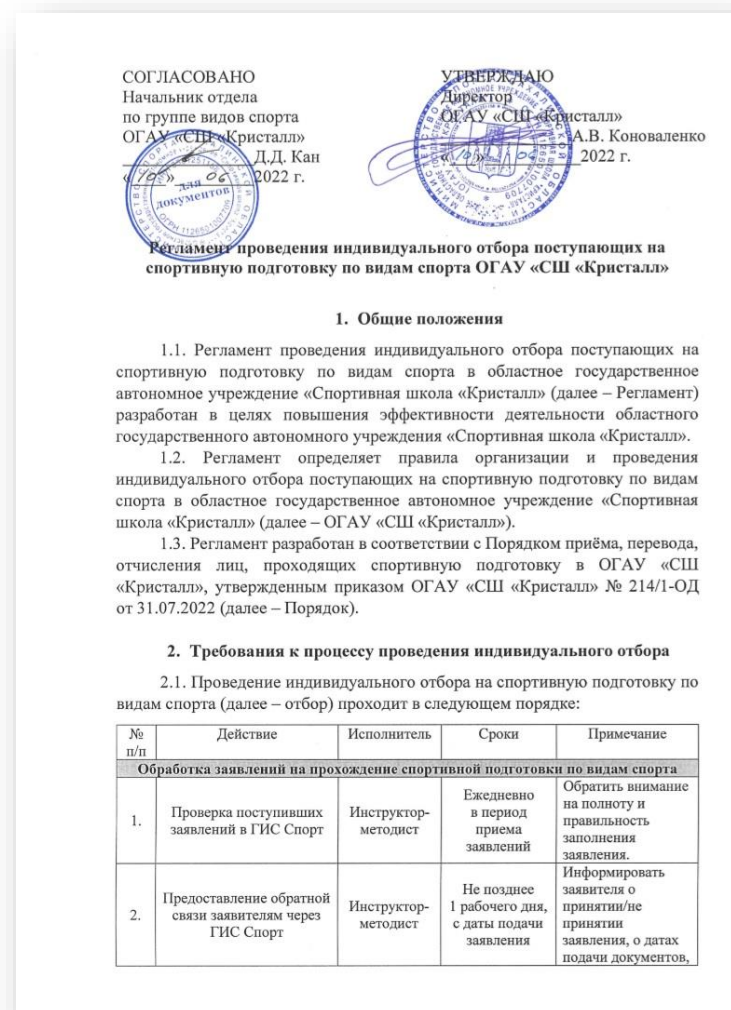 СОГЛАСОВАНО
Начальник отдела
по группе видов спорта
ОГАУ «СШ «Кристалл»
Д.Д. Кан
« 10 » 06 2022 г.
для
документов
УТВЕРЖДАЮ
Директор
ОГАУ «СШ «Кристалл»
А.В. Коноваленко
« 10 » 06 2022 г.
Регламент проведения индивидуального отбора поступающих на
спортивную подготовку по видам спорта ОГАУ «СШ «Кристалл»
1. Общие положения
1.1. Регламент проведения индивидуального отбора поступающих на
спортивную подготовку по видам спорта в областное государственное
автономное учреждение «Спортивная школа «Кристалл» (далее – Регламент)
разработан в целях повышения эффективности деятельности областного
государственного автономного учреждения «Спортивная школа «Кристалл».
1.2. Регламент определяет правила организации и проведения
индивидуального отбора поступающих на спортивную подготовку по видам
спорта в областное государственное автономное учреждение «Спортивная
школа «Кристалл» (далее – ОГАУ «СШ «Кристалл»).
1.3. Регламент разработан в соответствии с Порядком приёма, перевода,
отчисления лиц, проходящих спортивную подготовку в ОГАУ «СШ
«Кристалл», утвержденным приказом ОГАУ «СШ «Кристалл» № 214/1-ОД
от 31.07.2022 (далее – Порядок).
2. Требования к процессу проведения индивидуального отбора
2.1. Проведение индивидуального отбора на спортивную подготовку по
видам спорта (далее – отбор) проходит в следующем порядке:
№ п/п Действие Исполнитель Сроки Примечание
Обработка заявлений на прохождение спортивной подготовки по видам спорта
1.
Проверка поступивших
заявлений в ГИС Спорт
Инструктор-
методист
Ежедневно
в период
приема
заявлений
Обратить внимание
на полноту и
правильность
заполнения
заявления.
2.
Предоставление обратной
связи заявителям через
ГИС Спорт
Инструктор-
методист
Не позднее
1 рабочего дня,
с даты подачи
заявления
Информировать
заявителя о
принятии/не
принятии
заявления, о датах
подачи документов,